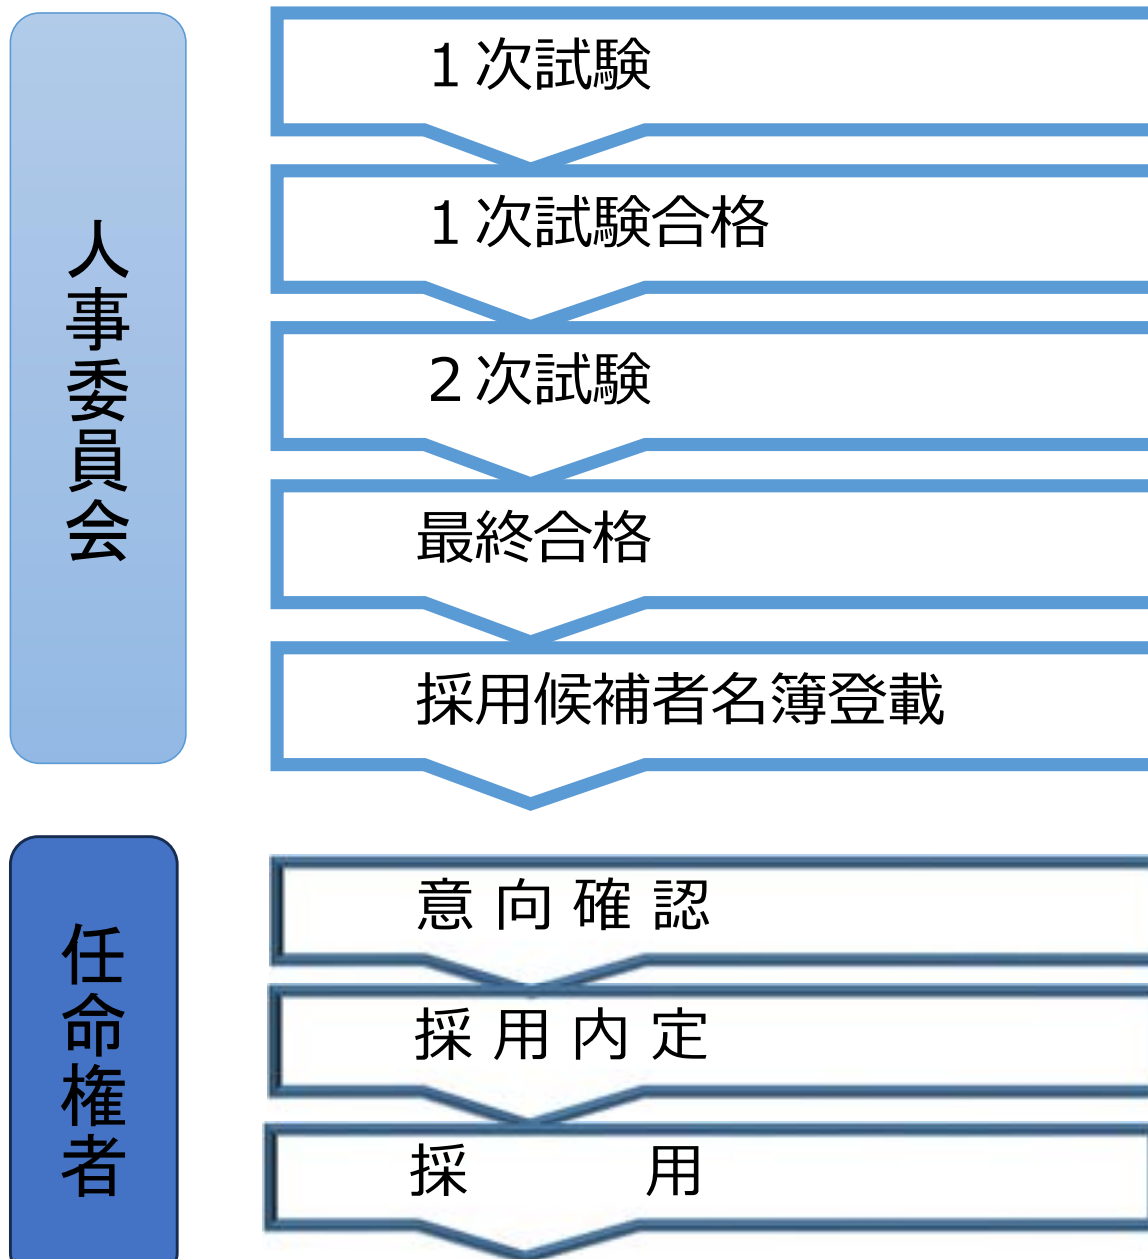 人事委員会
１次試験
１次試験合格
２次試験
最終合格
採用候補者名簿登載
任命権者
意 向 確 認
採 用 内 定
採　　　用